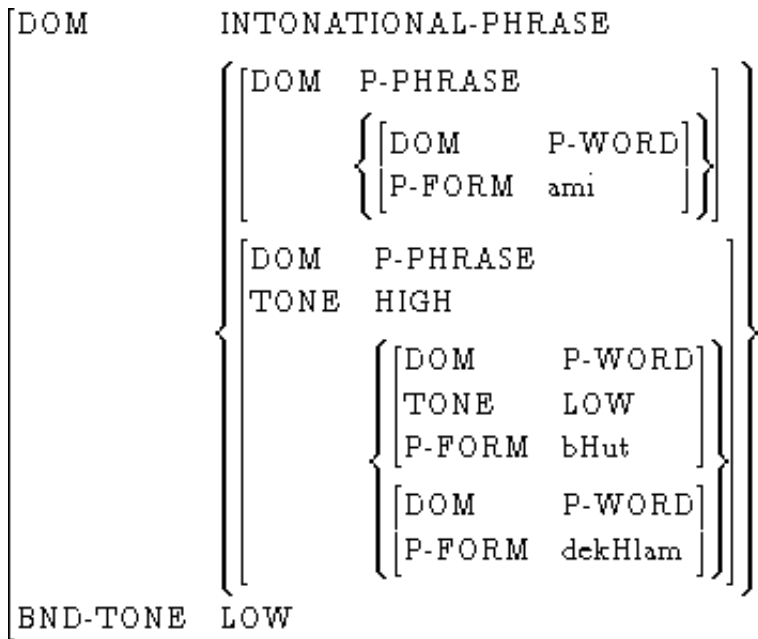 DOM INTONATIONAL-PHRASE
DOM P-PHRASE
DOM P-WORD
P-FORM ami
DOM P-PHRASE
TONE HIGH
DOM P-WORD
TONE LOW
P-FORM bHut
DOM P-WORD
P-FORM dekHlam
BND-TONE LOW